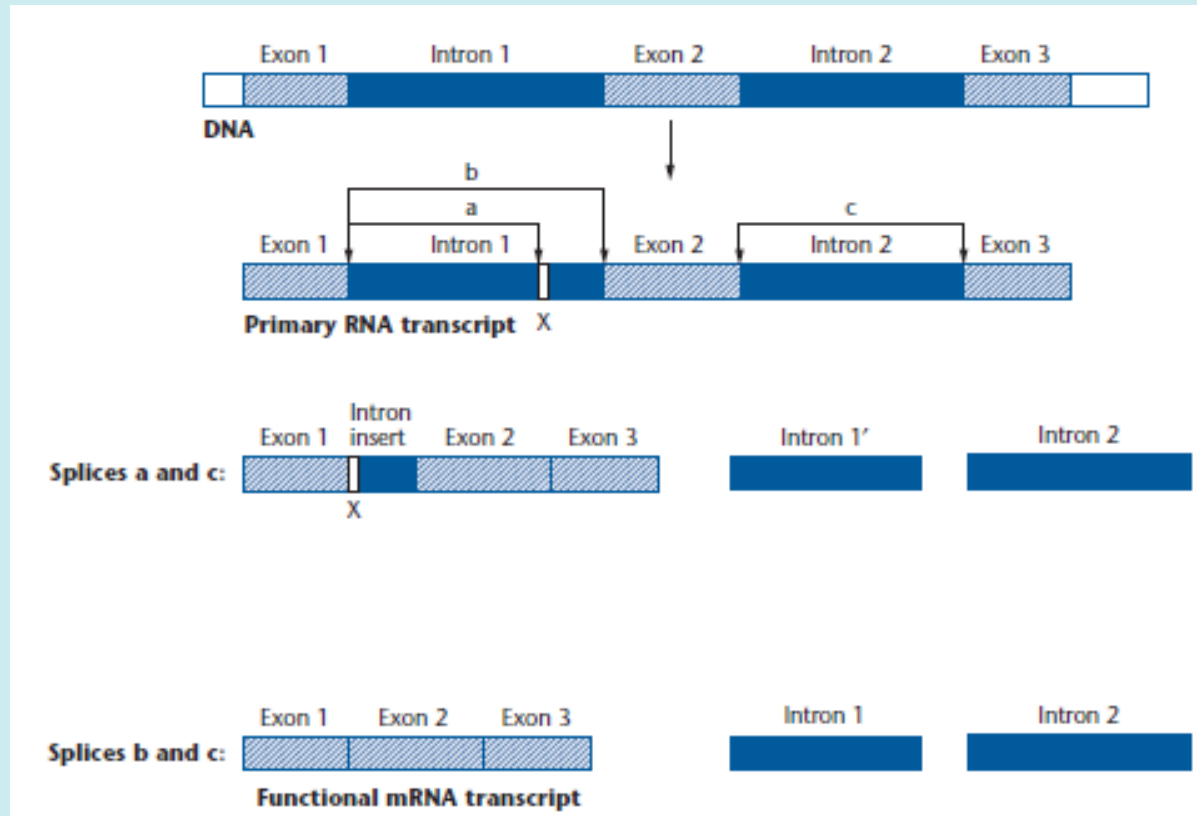 Exon 1 Intron 1 Exon 2 Intron 2 Exon 3
DNA
b
a c
Exon 1 Intron 1 Exon 2 Intron 2 Exon 3
Primary RNA transcript X
Intron
Exon 1 insert Exon 2 Exon 3 Intron 1′ Intron 2
Splices a and c:
X
Exon 1 Exon 2 Exon 3 Intron 1 Intron 2
Splices b and c:
Functional mRNA transcript